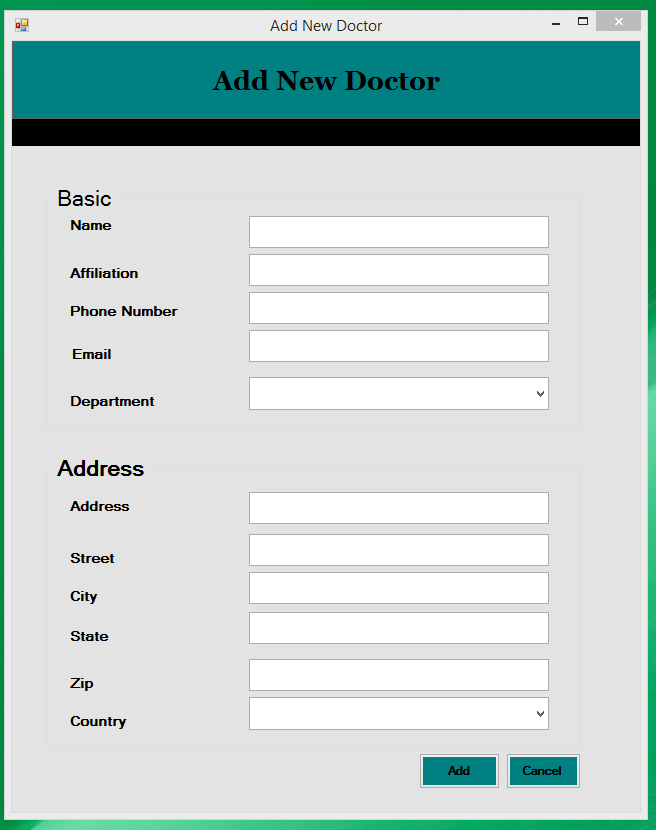 Add New Doctor
Add New Doctor
Basic
Name
Affiliation
Phone Number
Email
Department
Address
Address
Street
City
State
Zip
Country
Add Cancel